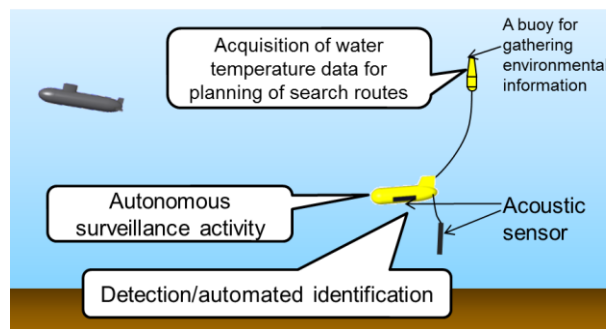 Acquisition of water
temperature data for
planning of search routes
A buoy for
gathering
environmental
information
Autonomous
surveillance activity
Acoustic
sensor
Detection/automated identification